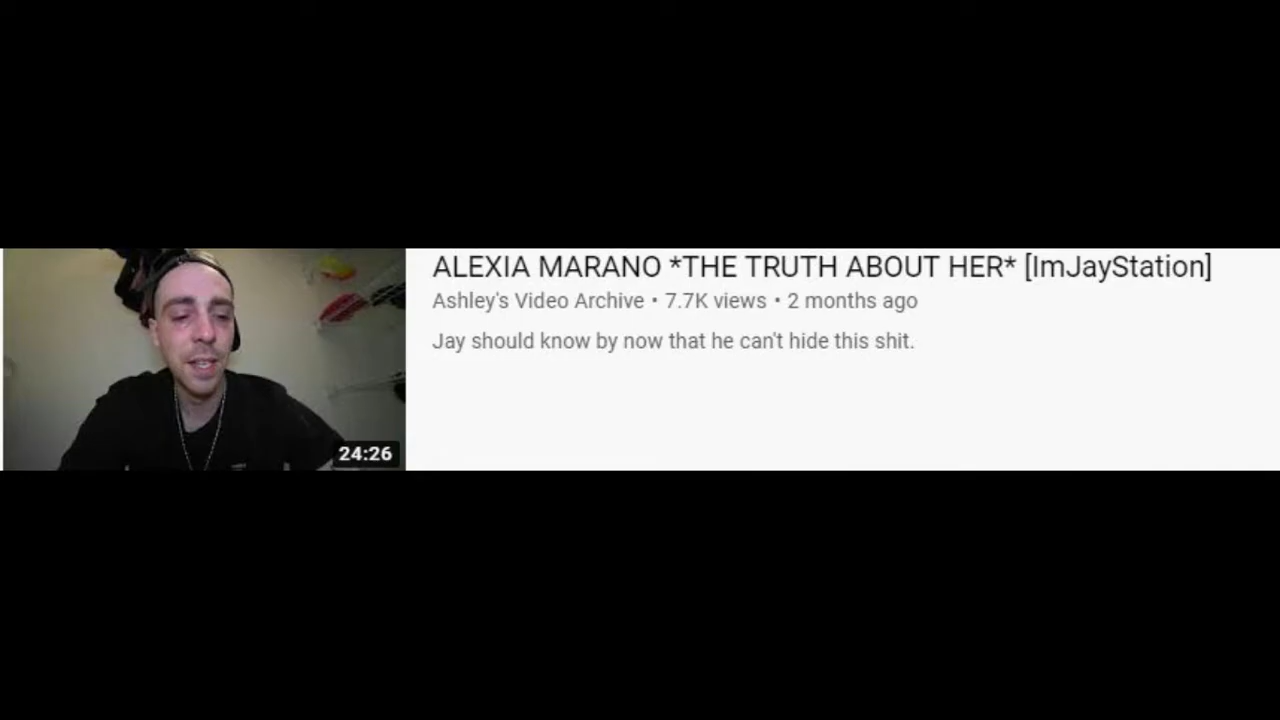 ALEXIA MARANO *THE TRUTH ABOUT HER* [ImJayStation]
Ashley's Video Archive • 7.7K views • 2 months ago
Jay should know by now that he can't hide this shit.
24:26